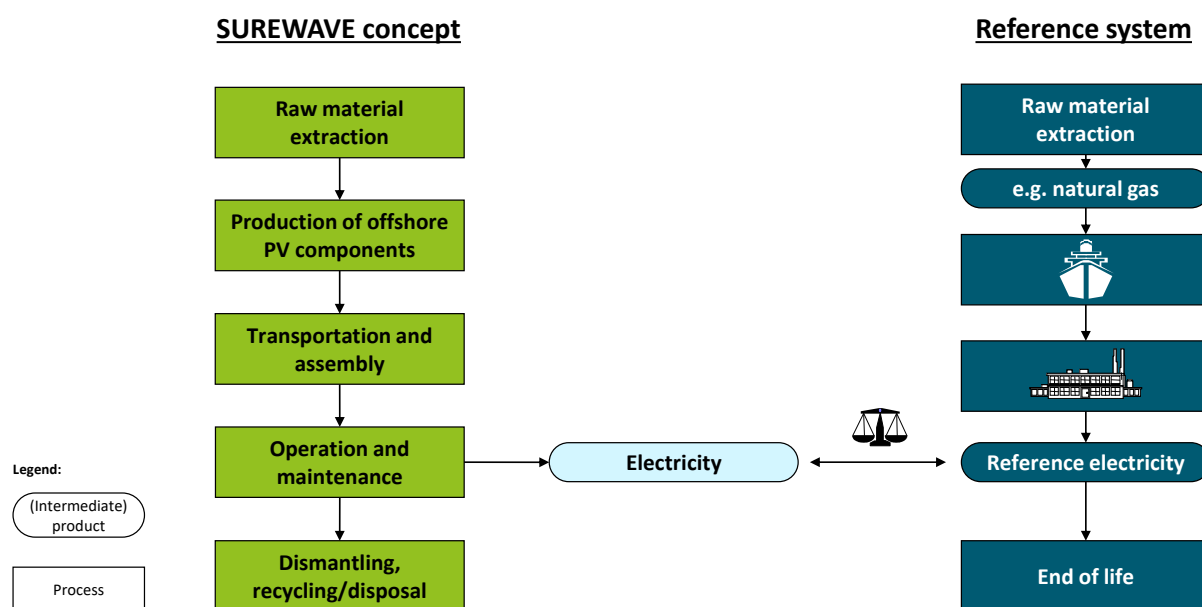 SUREWAVE concept
Reference system
Raw material
extraction
Production of offshore
PV components
Transportation and
assembly
Operation and
maintenance
Dismantling,
recycling/disposal
Electricity
Raw material
extraction
e.g. natural gas
Reference electricity
End of life
Legend:
(Intermediate)
product
Process